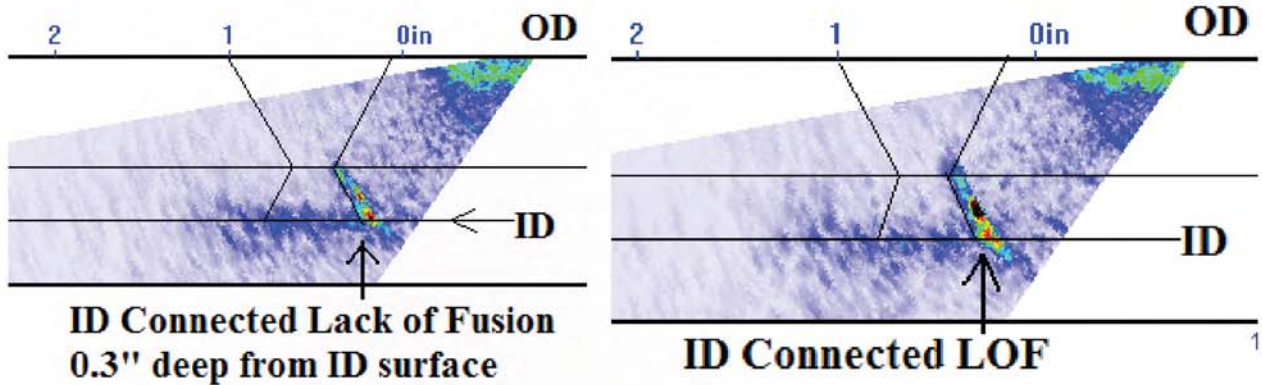 2 1 0in OD
ID
ID Connected Lack of Fusion
0.3" deep from ID surface
2 1 0in OD
ID
ID Connected LOF
1